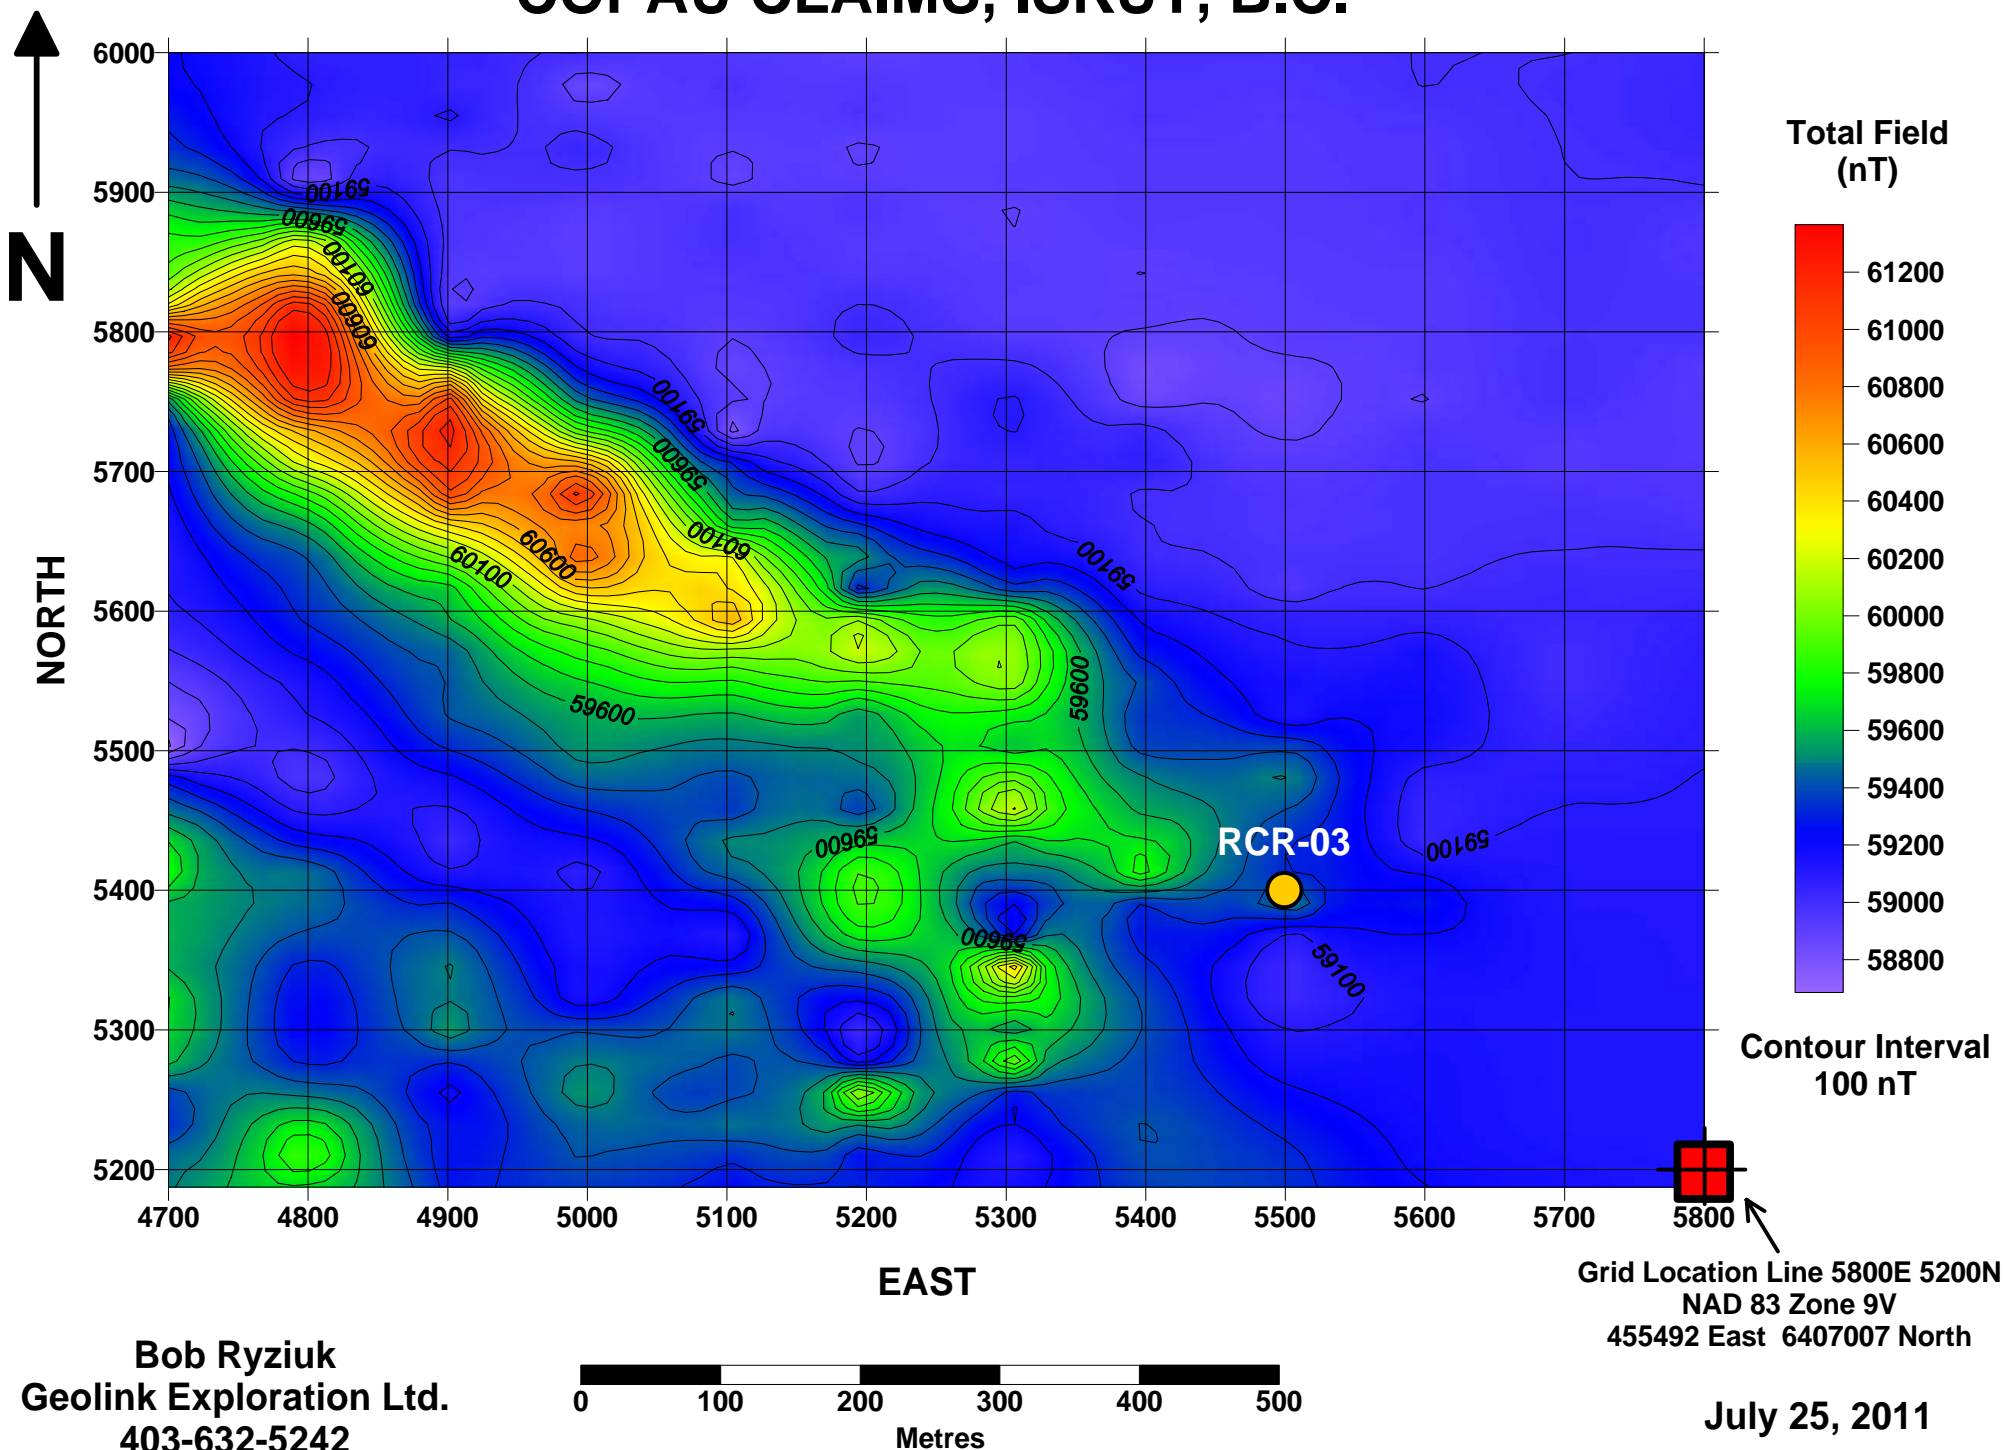 COPAU CLAIMS, ISKUT, B.C.
N
6000
5900
5800
5700
5600
5500
5400
5300
5200
NORTH
4700 4800 4900 5000 5100 5200 5300 5400 5500 5600 5700 5800
EAST
59100
59600
60100
60600
59100
59600
60100
60600
60100
59600
59100
59600
59600
59600
59100
59100
RCR-03
Total Field
(nT)
61200
61000
60800
60600
60400
60200
60000
59800
59600
59400
59200
59000
58800
Contour Interval
100 nT
Grid Location Line 5800E 5200N
NAD 83 Zone 9V
455492 East 6407007 North
Bob Ryziuk
Geolink Exploration Ltd.
403-632-5242
0 100 200 300 400 500
Metres
July 25, 2011